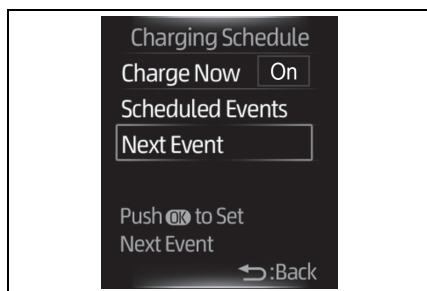 Charging Schedule
Charge Now On
Scheduled Events
Next Event
Push OK to Set
Next Event
:Back